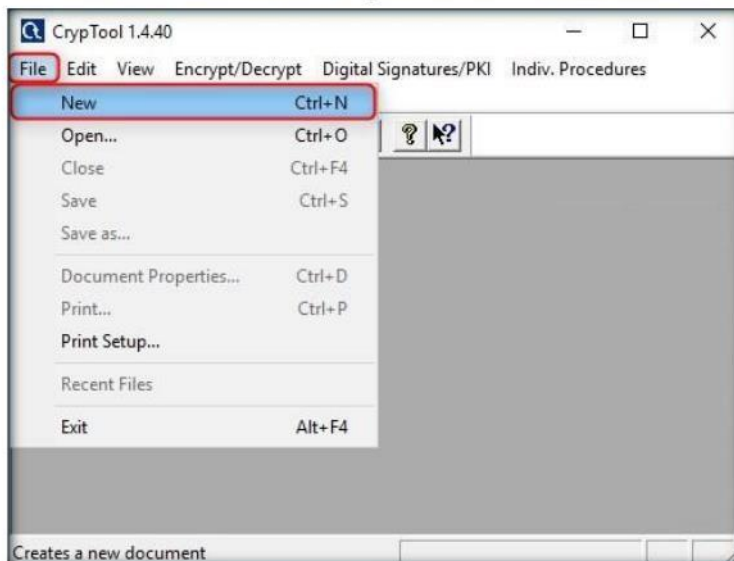 CrypTool 1.4.40
File Edit View Encrypt/Decrypt Digital Signatures/PKI Indiv. Procedures
New Ctrl+N
Open... Ctrl+O
Close Ctrl+F4
Save Ctrl+S
Save as...
Document Properties... Ctrl+D
Print... Ctrl+P
Print Setup...
Recent Files
Exit Alt+F4
Creates a new document